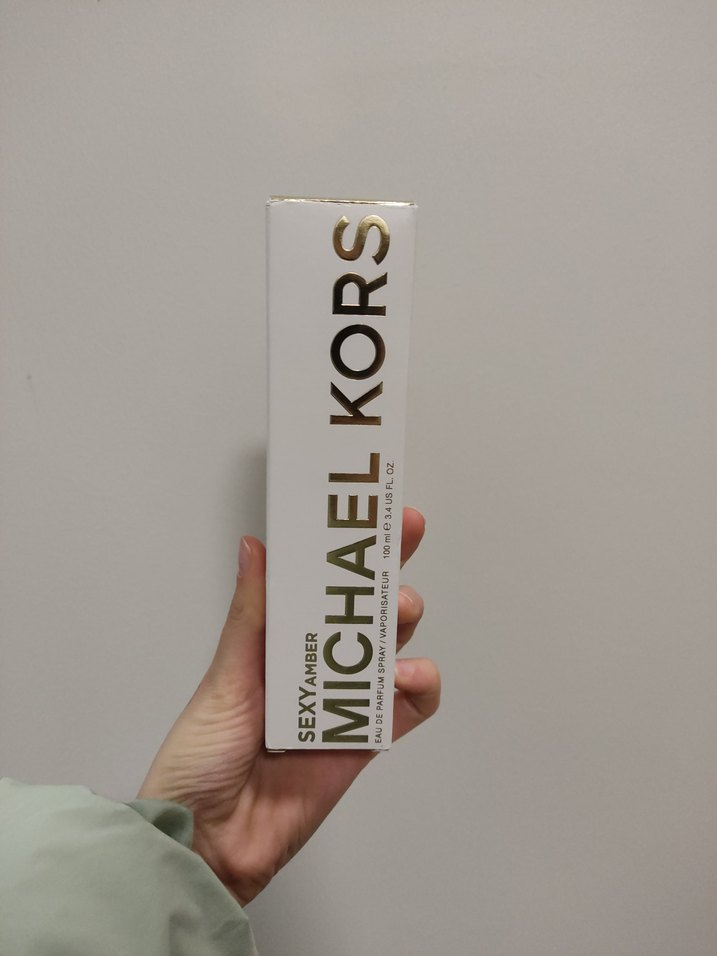 SEXY AMBER
MICHAEL KORS
EAU DE PARFUM SPRAY / VAPORISATEUR 100 ml ℮ 3.4 US FL. OZ.